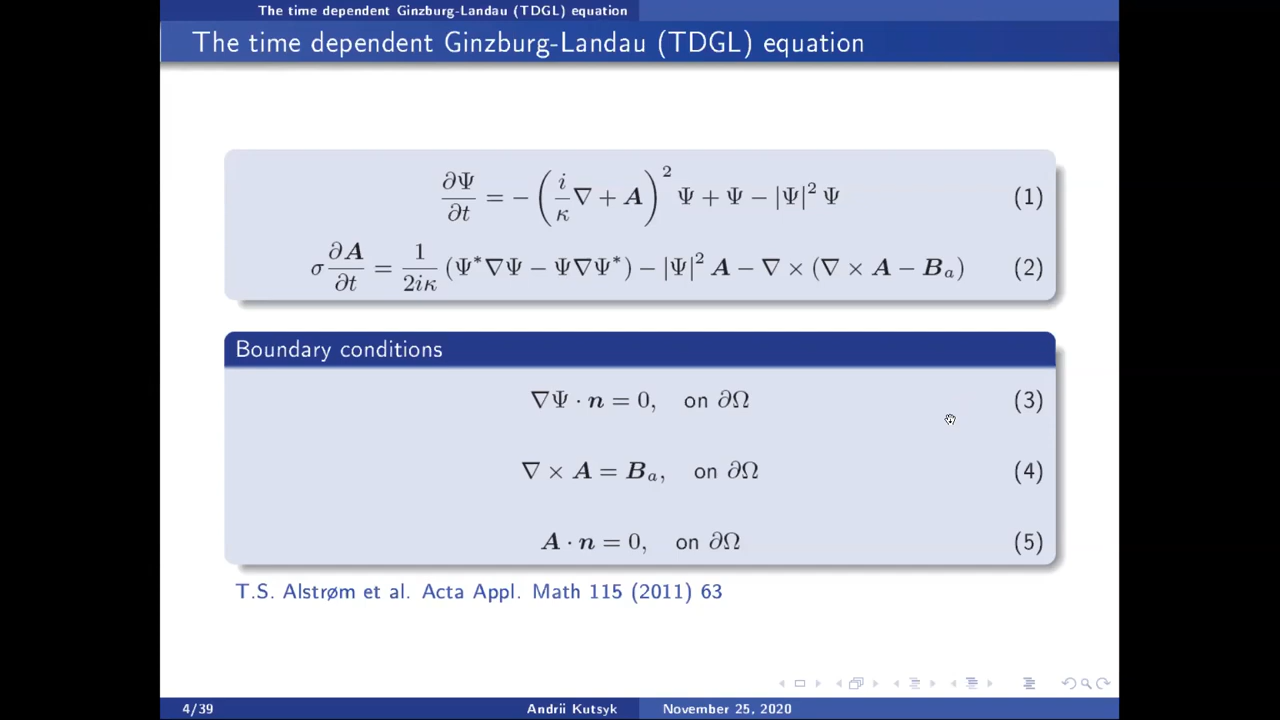 The time dependent Ginzburg-Landau (TDGL) equation
The time dependent Ginzburg-Landau (TDGL) equation
∂Ψ/∂t = −(i/κ ∇ + A)² Ψ + Ψ − |Ψ|² Ψ (1)
σ ∂A/∂t = 1/2iκ (Ψ*∇Ψ − Ψ∇Ψ*) − |Ψ|² A − ∇ × (∇ × A − Bₐ) (2)
Boundary conditions
∇Ψ · n = 0, on ∂Ω (3)
∇ × A = Bₐ, on ∂Ω (4)
A · n = 0, on ∂Ω (5)
T.S. Alstrøm et al. Acta Appl. Math 115 (2011) 63
4/39 Andrii Kutsyk November 25, 2020